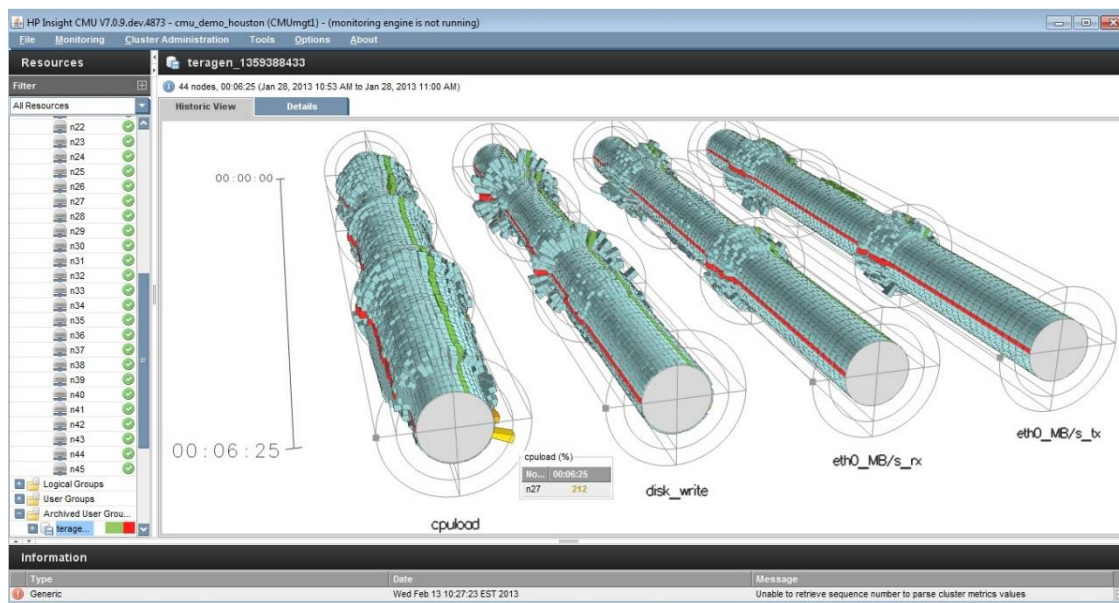 HP Insight CMU V7.0.9.dev.4873 - cmu_demo_houston (CMUmgt1) - (monitoring engine is not running)
File Monitoring Cluster Administration Tools Options About
Resources
Filter
All Resources
n22
n23
n24
n25
n26
n27
n28
n29
n30
n31
n32
n33
n34
n35
n36
n37
n38
n39
n40
n41
n42
n43
n44
n45
Logical Groups
User Groups
Archived User Grou...
terage...
teragen_1359388433
44 nodes, 00:06:25 (Jan 28, 2013 10:53 AM to Jan 28, 2013 11:00 AM)
Historic View Details
00:00:00
00:06:25
cpuload (%)
No... 00:06:25
n27 212
cpuload
disk_write
eth0_MB/s_rx
eth0_MB/s_tx
Information
Type Date Message
Generic Wed Feb 13 10:27:23 EST 2013 Unable to retrieve sequence number to parse cluster metrics values